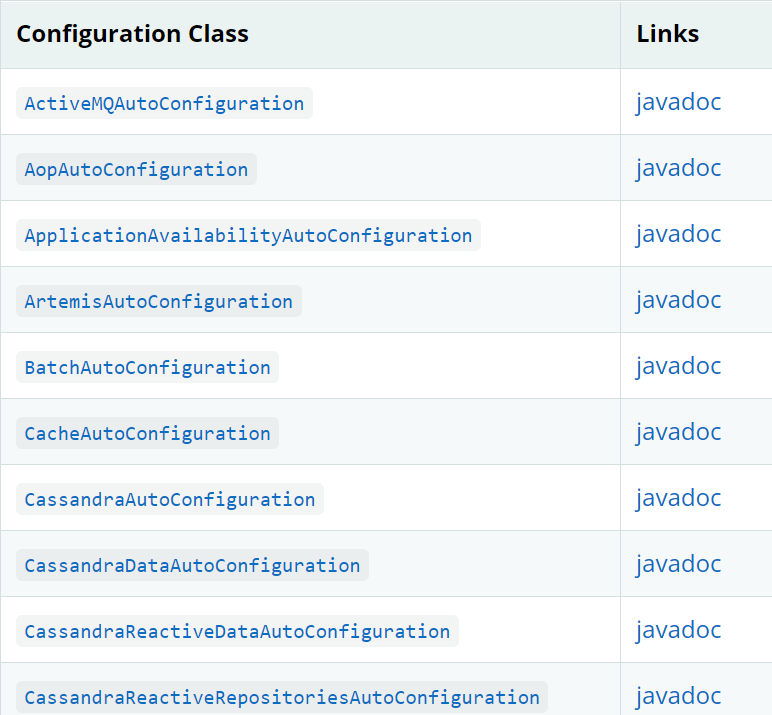 Configuration Class Links
ActiveMQAutoConfiguration javadoc
AopAutoConfiguration javadoc
ApplicationAvailabilityAutoConfiguration javadoc
ArtemisAutoConfiguration javadoc
BatchAutoConfiguration javadoc
CacheAutoConfiguration javadoc
CassandraAutoConfiguration javadoc
CassandraDataAutoConfiguration javadoc
CassandraReactiveDataAutoConfiguration javadoc
CassandraReactiveRepositoriesAutoConfiguration javadoc